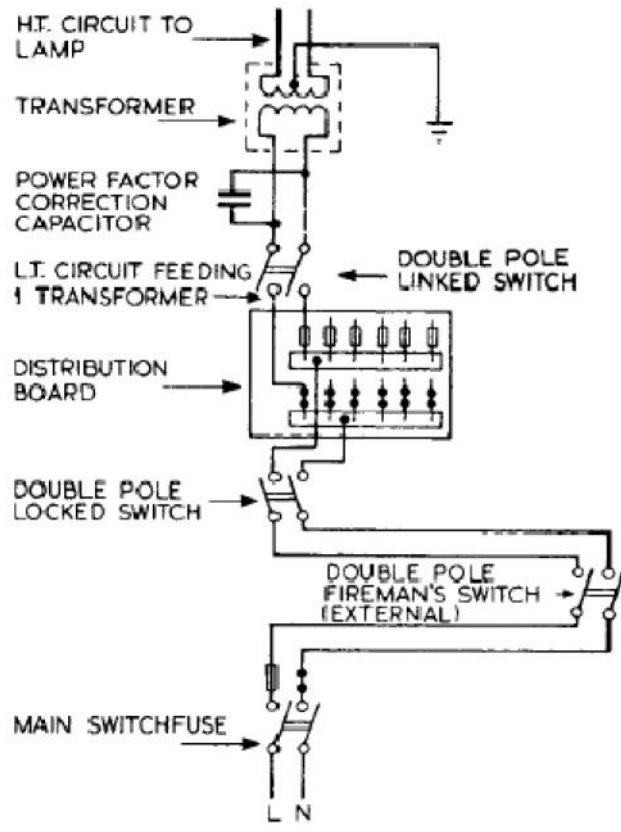 H.T. CIRCUIT TO
LAMP
TRANSFORMER
POWER FACTOR
CORRECTION
CAPACITOR
L.T. CIRCUIT FEEDING
1 TRANSFORMER
DOUBLE POLE
LINKED SWITCH
DISTRIBUTION
BOARD
DOUBLE POLE
LOCKED SWITCH
DOUBLE POLE
FIREMAN'S SWITCH
(EXTERNAL)
MAIN SWITCHFUSE
L N